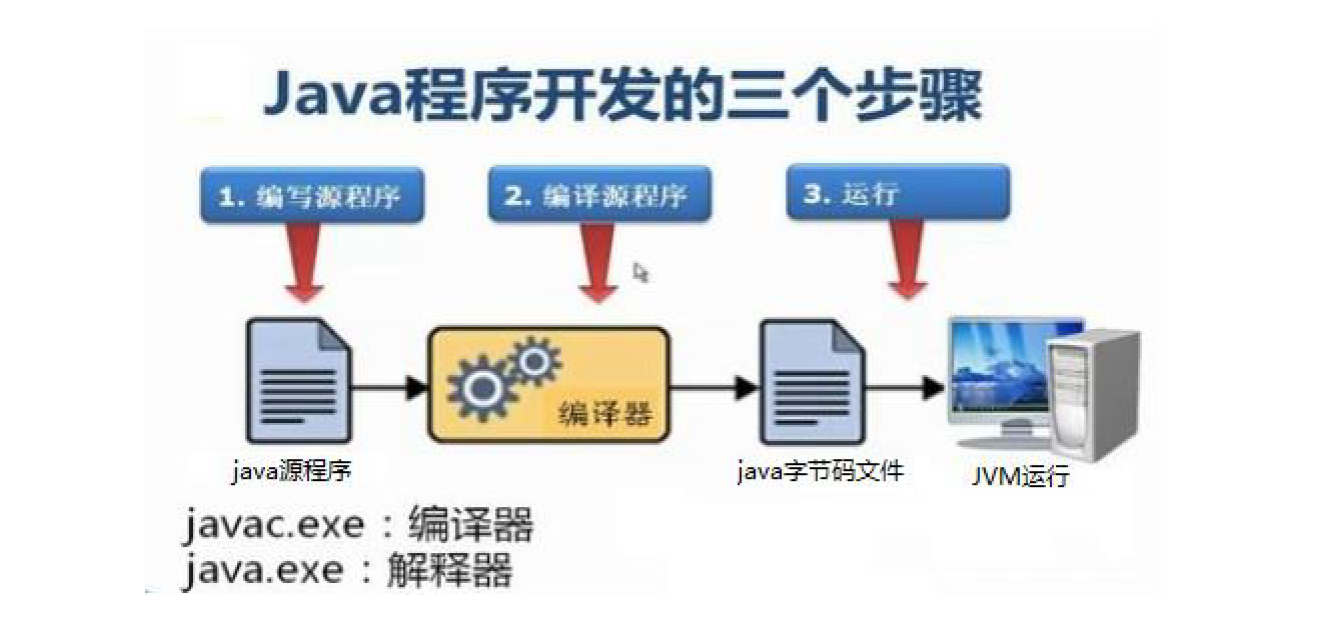 Java程序开发的三个步骤
1. 编写源程序
2. 编译源程序
3. 运行
编译器
java源程序
java字节码文件
JVM运行
javac.exe：编译器
java.exe：解释器